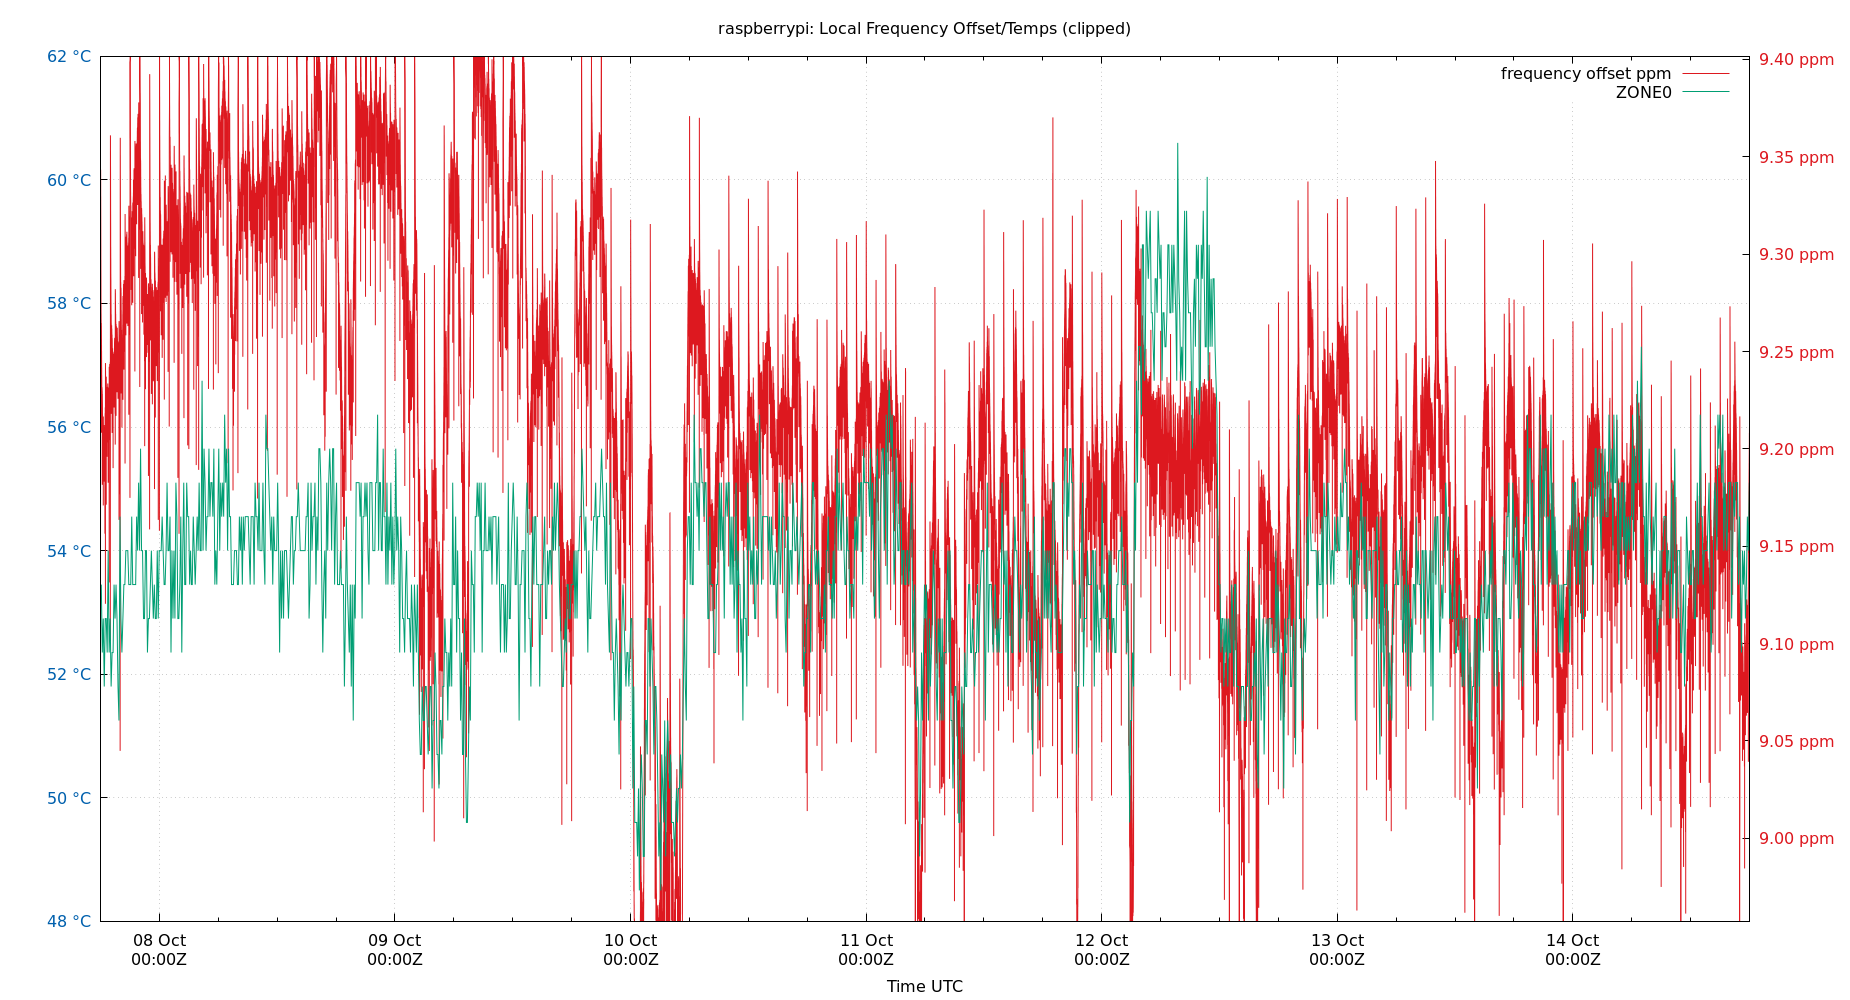 raspberrypi: Local Frequency Offset/Temps (clipped)
62 °C
60 °C
58 °C
56 °C
54 °C
52 °C
50 °C
48 °C
9.40 ppm
9.35 ppm
9.30 ppm
9.25 ppm
9.20 ppm
9.15 ppm
9.10 ppm
9.05 ppm
9.00 ppm
frequency offset ppm
ZONE0
08 Oct
00:00Z
09 Oct
00:00Z
10 Oct
00:00Z
11 Oct
00:00Z
12 Oct
00:00Z
13 Oct
00:00Z
14 Oct
00:00Z
Time UTC